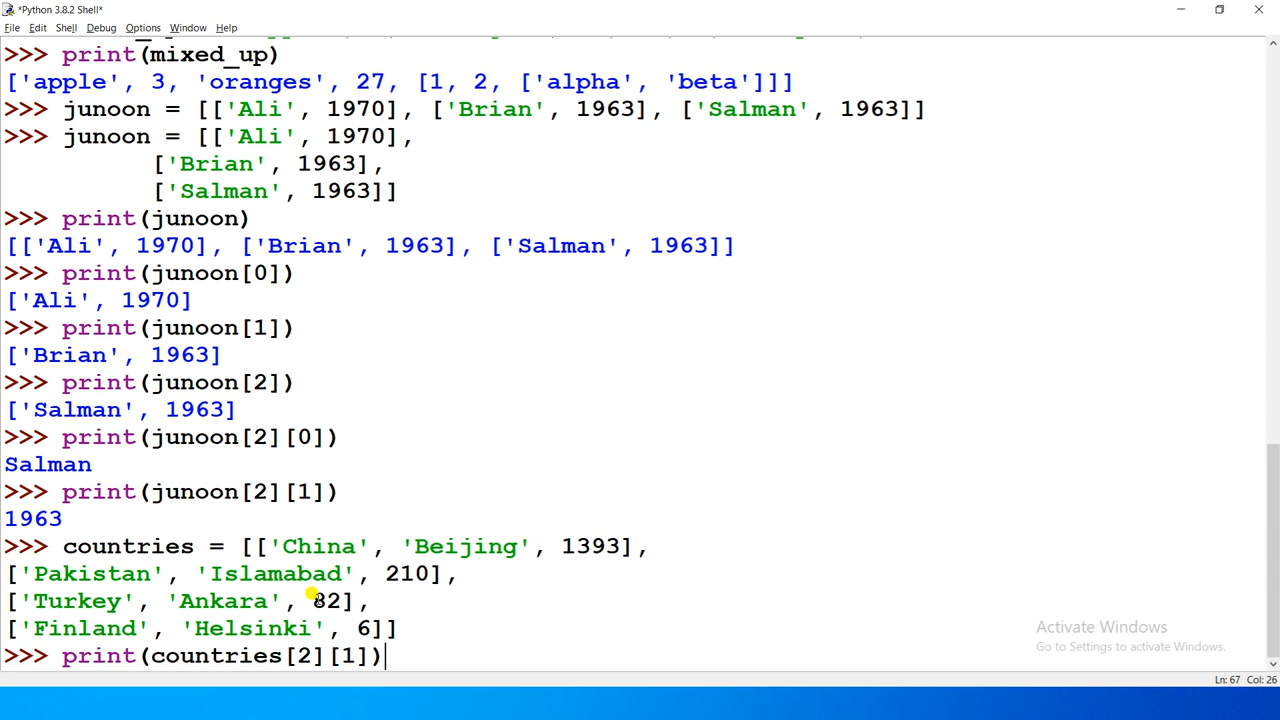 *Python 3.8.2 Shell*
File Edit Shell Debug Options Window Help
>>> print(mixed_up)
['apple', 3, 'oranges', 27, [1, 2, ['alpha', 'beta']]]
>>> junoon = [['Ali', 1970], ['Brian', 1963], ['Salman', 1963]]
>>> junoon = [['Ali', 1970],
['Brian', 1963],
['Salman', 1963]]
>>> print(junoon)
[['Ali', 1970], ['Brian', 1963], ['Salman', 1963]]
>>> print(junoon[0])
['Ali', 1970]
>>> print(junoon[1])
['Brian', 1963]
>>> print(junoon[2])
['Salman', 1963]
>>> print(junoon[2][0])
Salman
>>> print(junoon[2][1])
1963
>>> countries = [['China', 'Beijing', 1393],
['Pakistan', 'Islamabad', 210],
['Turkey', 'Ankara', 82],
['Finland', 'Helsinki', 6]]
>>> print(countries[2][1])
Activate Windows
Go to Settings to activate Windows.
Ln: 67 Col: 26